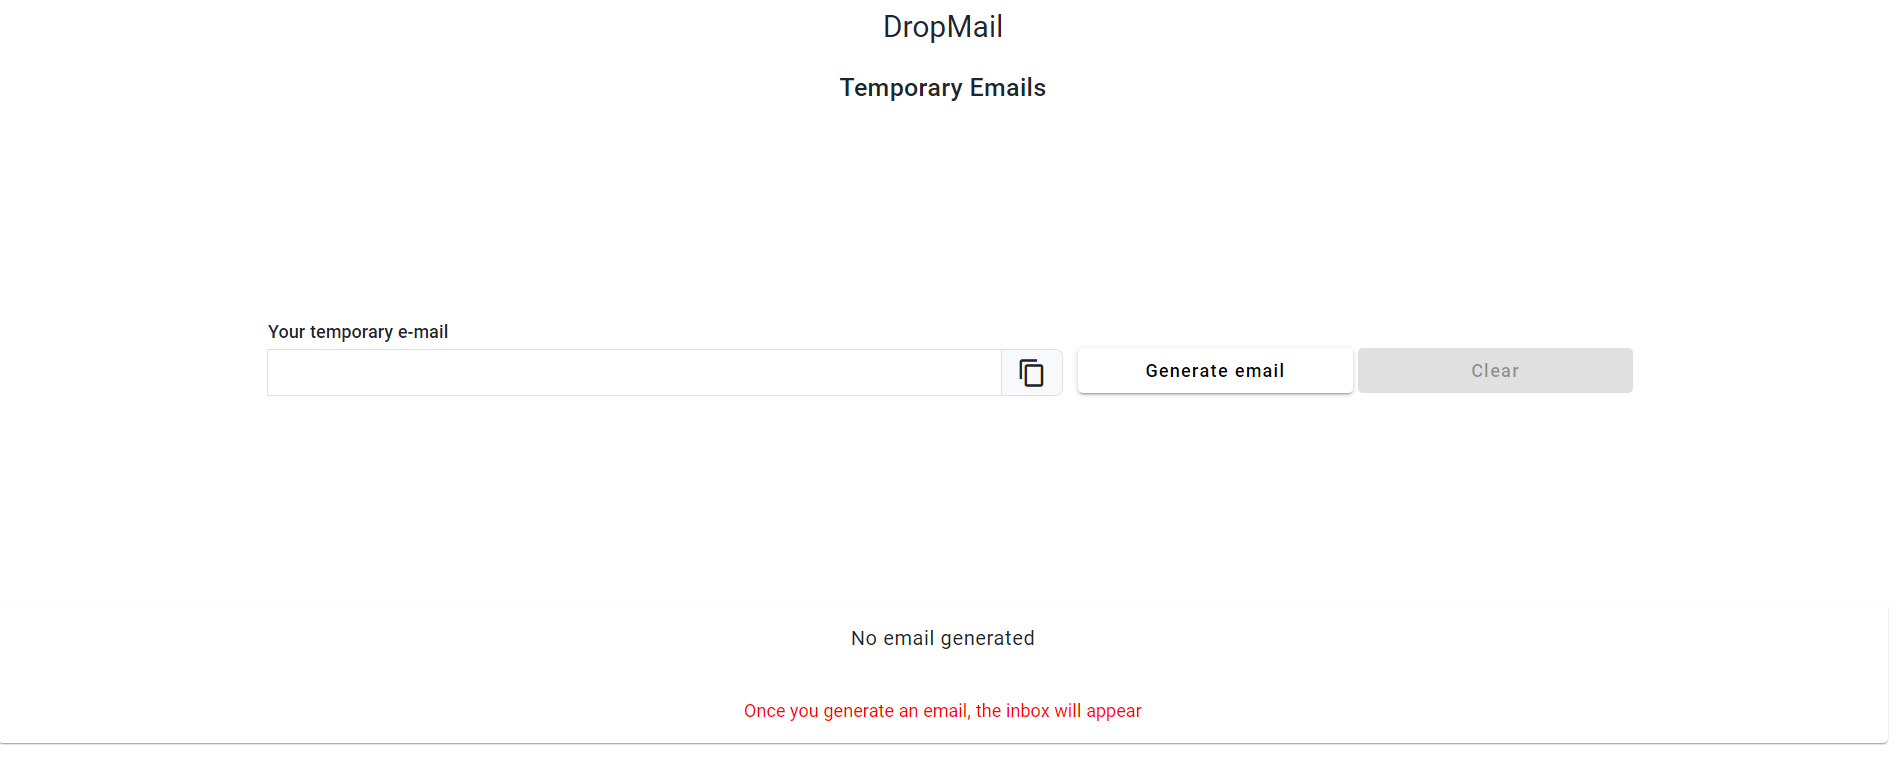 DropMail
Temporary Emails
Your temporary e-mail
Generate email
Clear
No email generated
Once you generate an email, the inbox will appear